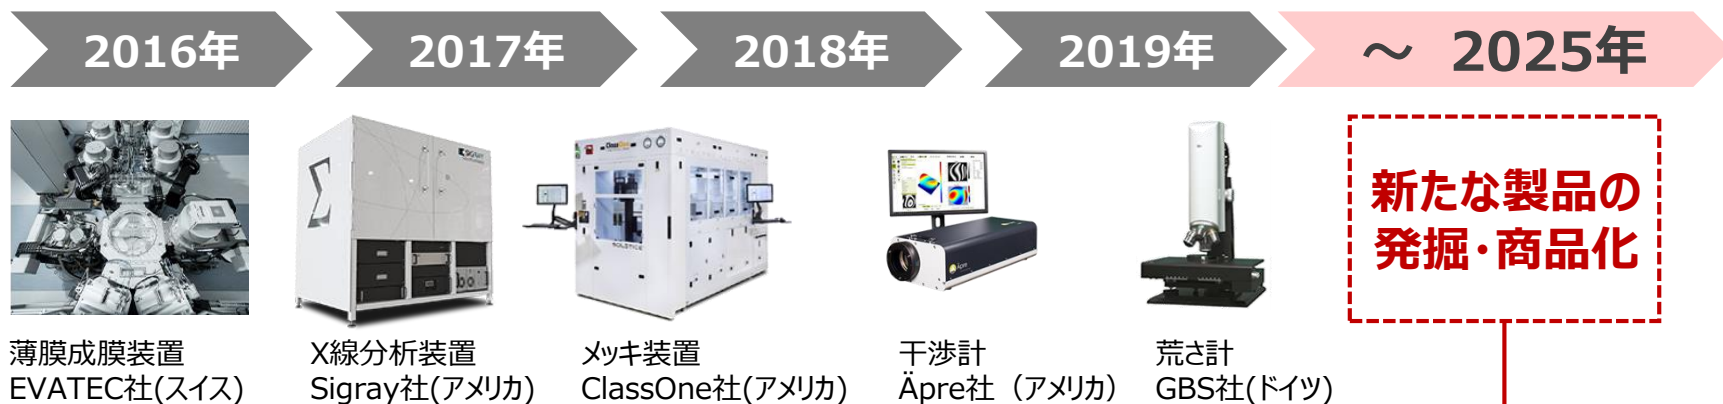 2016年
2017年
2018年
2019年
～ 2025年
SIGRAY
ClassOne
SOLSTICE
Äpre
新たな製品の
発掘・商品化
薄膜成膜装置
EVATEC社(スイス)
X線分析装置
Sigray社(アメリカ)
メッキ装置
ClassOne社(アメリカ)
干渉計
Äpre社（アメリカ）
荒さ計
GBS社(ドイツ)